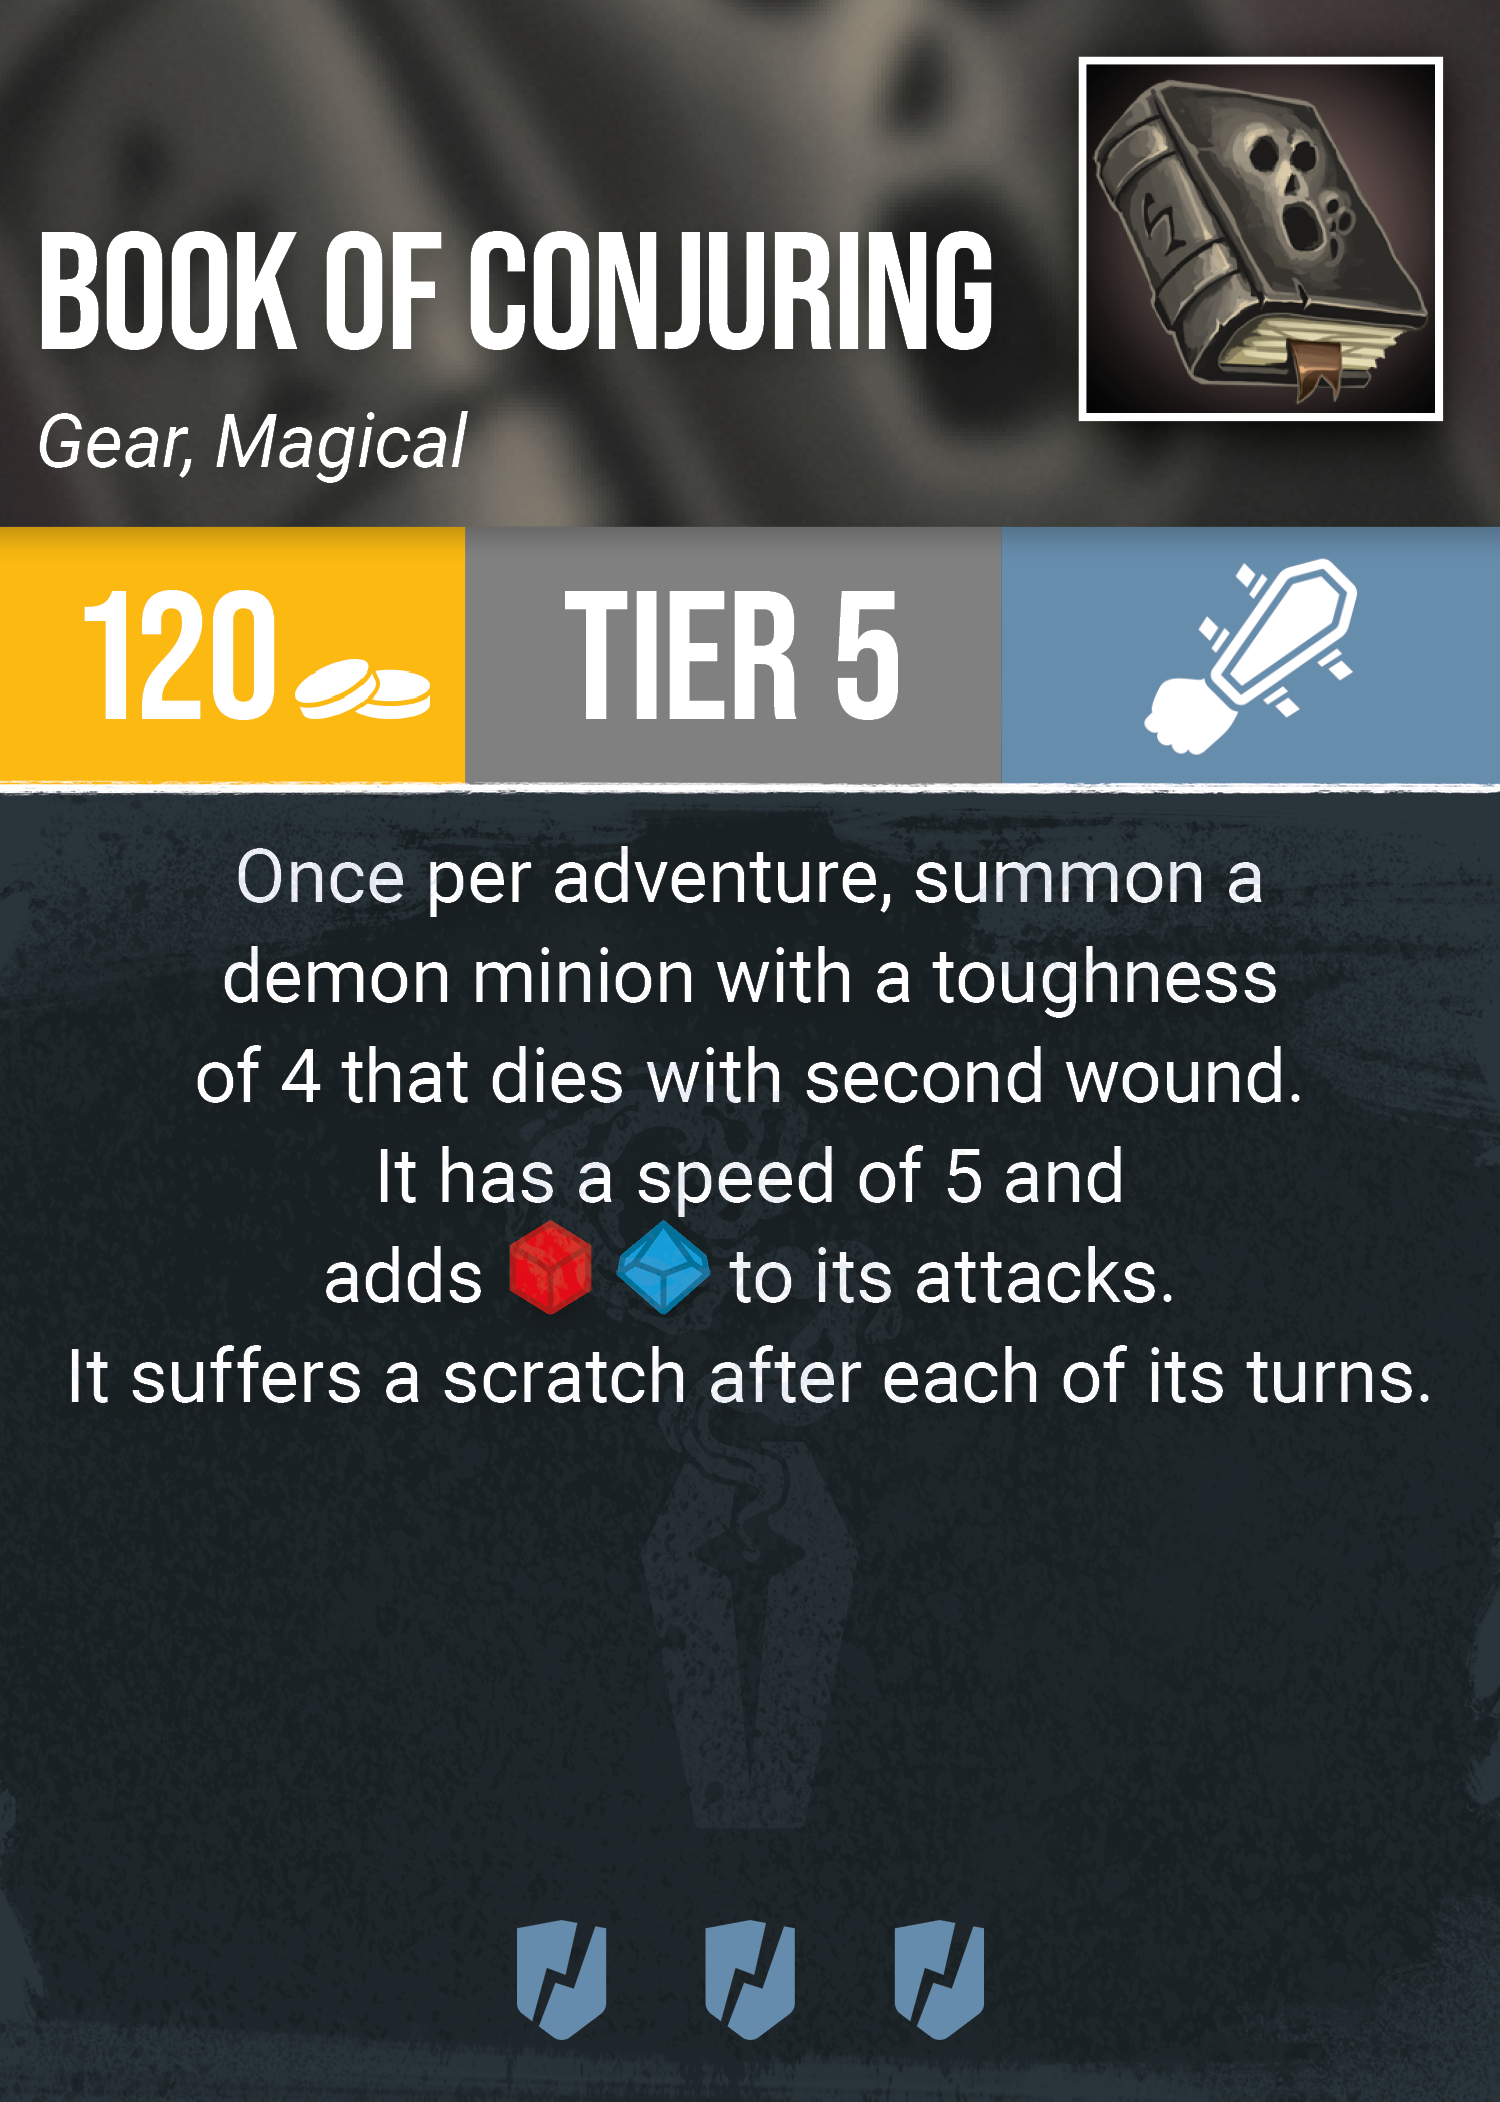 BOOK OF CONJURING
Gear, Magical
120
TIER 5
Once per adventure, summon a
demon minion with a toughness
of 4 that dies with second wound.
It has a speed of 5 and
adds to its attacks.
It suffers a scratch after each of its turns.